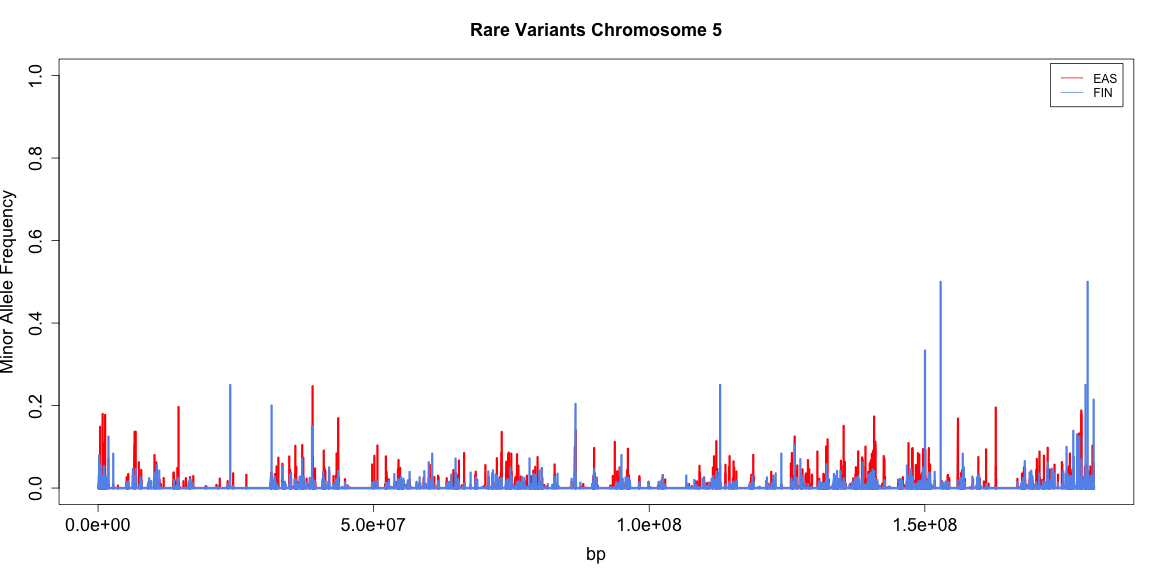 Rare Variants Chromosome 5
EAS
FIN
Minor Allele Frequency
1.0
0.8
0.6
0.4
0.2
0.0
0.0e+00
5.0e+07
1.0e+08
1.5e+08
bp